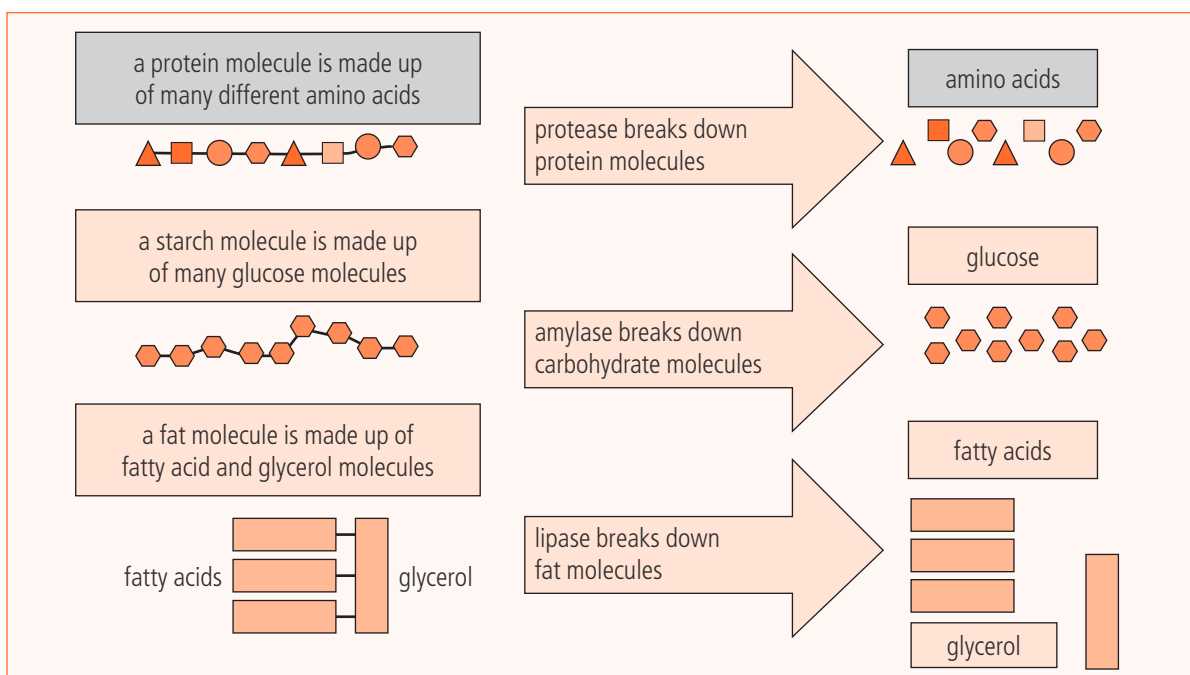 a protein molecule is made up
of many different amino acids
protease breaks down
protein molecules
amino acids
a starch molecule is made up
of many glucose molecules
amylase breaks down
carbohydrate molecules
glucose
a fat molecule is made up of
fatty acid and glycerol molecules
fatty acids
glycerol
lipase breaks down
fat molecules
fatty acids
glycerol